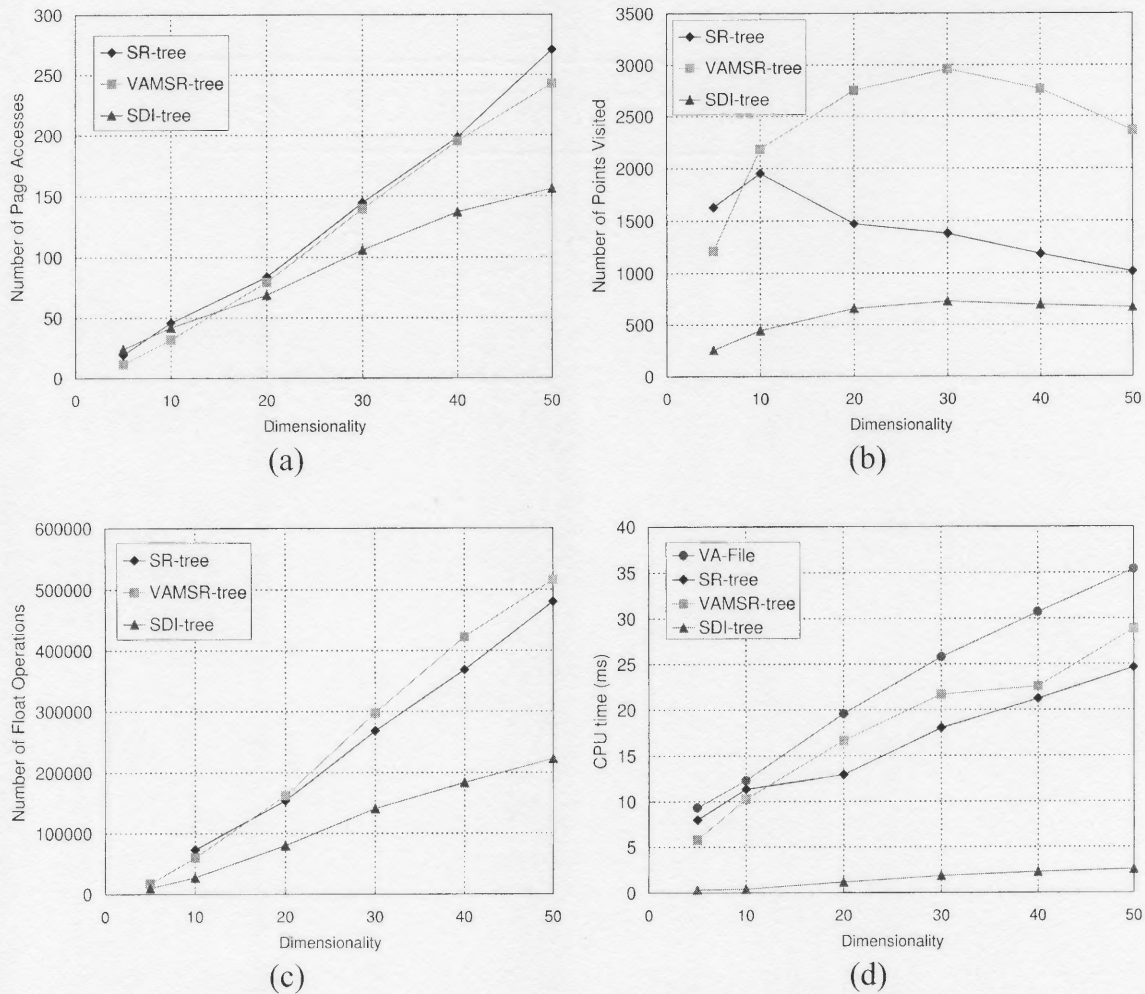 300
250
200
150
100
50
0
Number of Page Accesses
SR-tree
VAMSR-tree
SDI-tree
0 10 20 30 40 50
Dimensionality
(a)
3500
3000
2500
2000
1500
1000
500
0
Number of Points Visited
SR-tree
VAMSR-tree
SDI-tree
0 10 20 30 40 50
Dimensionality
(b)
600000
500000
400000
300000
200000
100000
0
Number of Float Operations
SR-tree
VAMSR-tree
SDI-tree
0 10 20 30 40 50
Dimensionality
(c)
40
35
30
25
20
15
10
5
0
CPU time (ms)
VA-File
SR-tree
VAMSR-tree
SDI-tree
0 10 20 30 40 50
Dimensionality
(d)